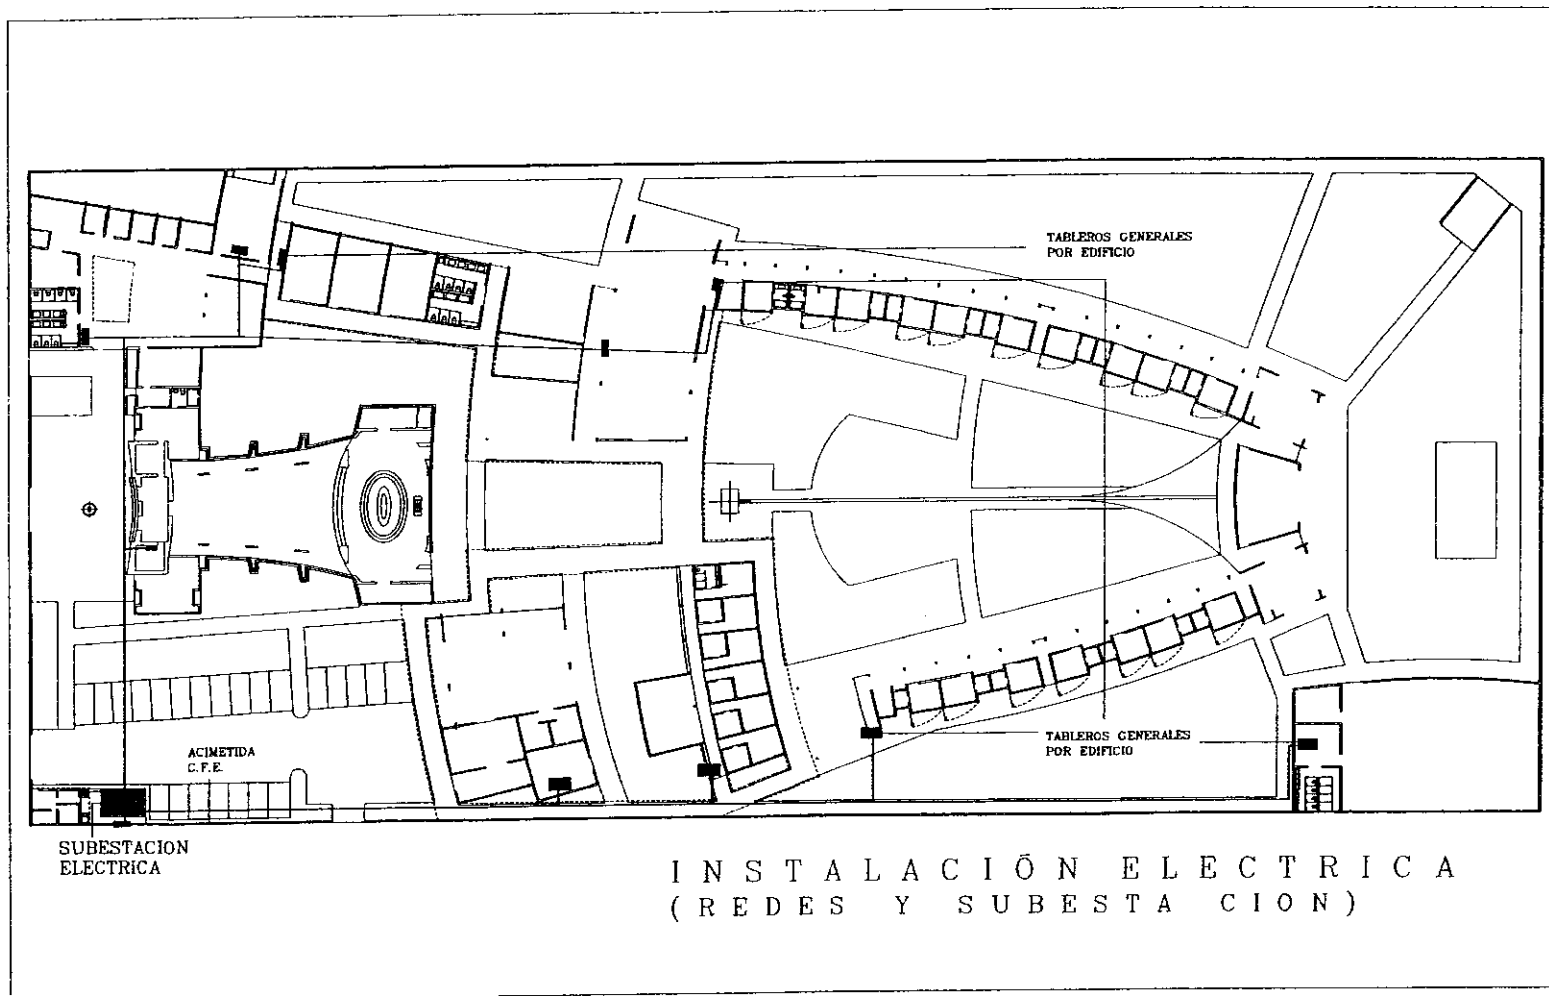 TABLEROS GENERALES
POR EDIFICIO
ACIMETIDA
C.F.E.
TABLEROS GENERALES
POR EDIFICIO
SUBESTACION
ELECTRICA
INSTALACIÓN ELECTRICA
(REDES Y SUBESTA CION)